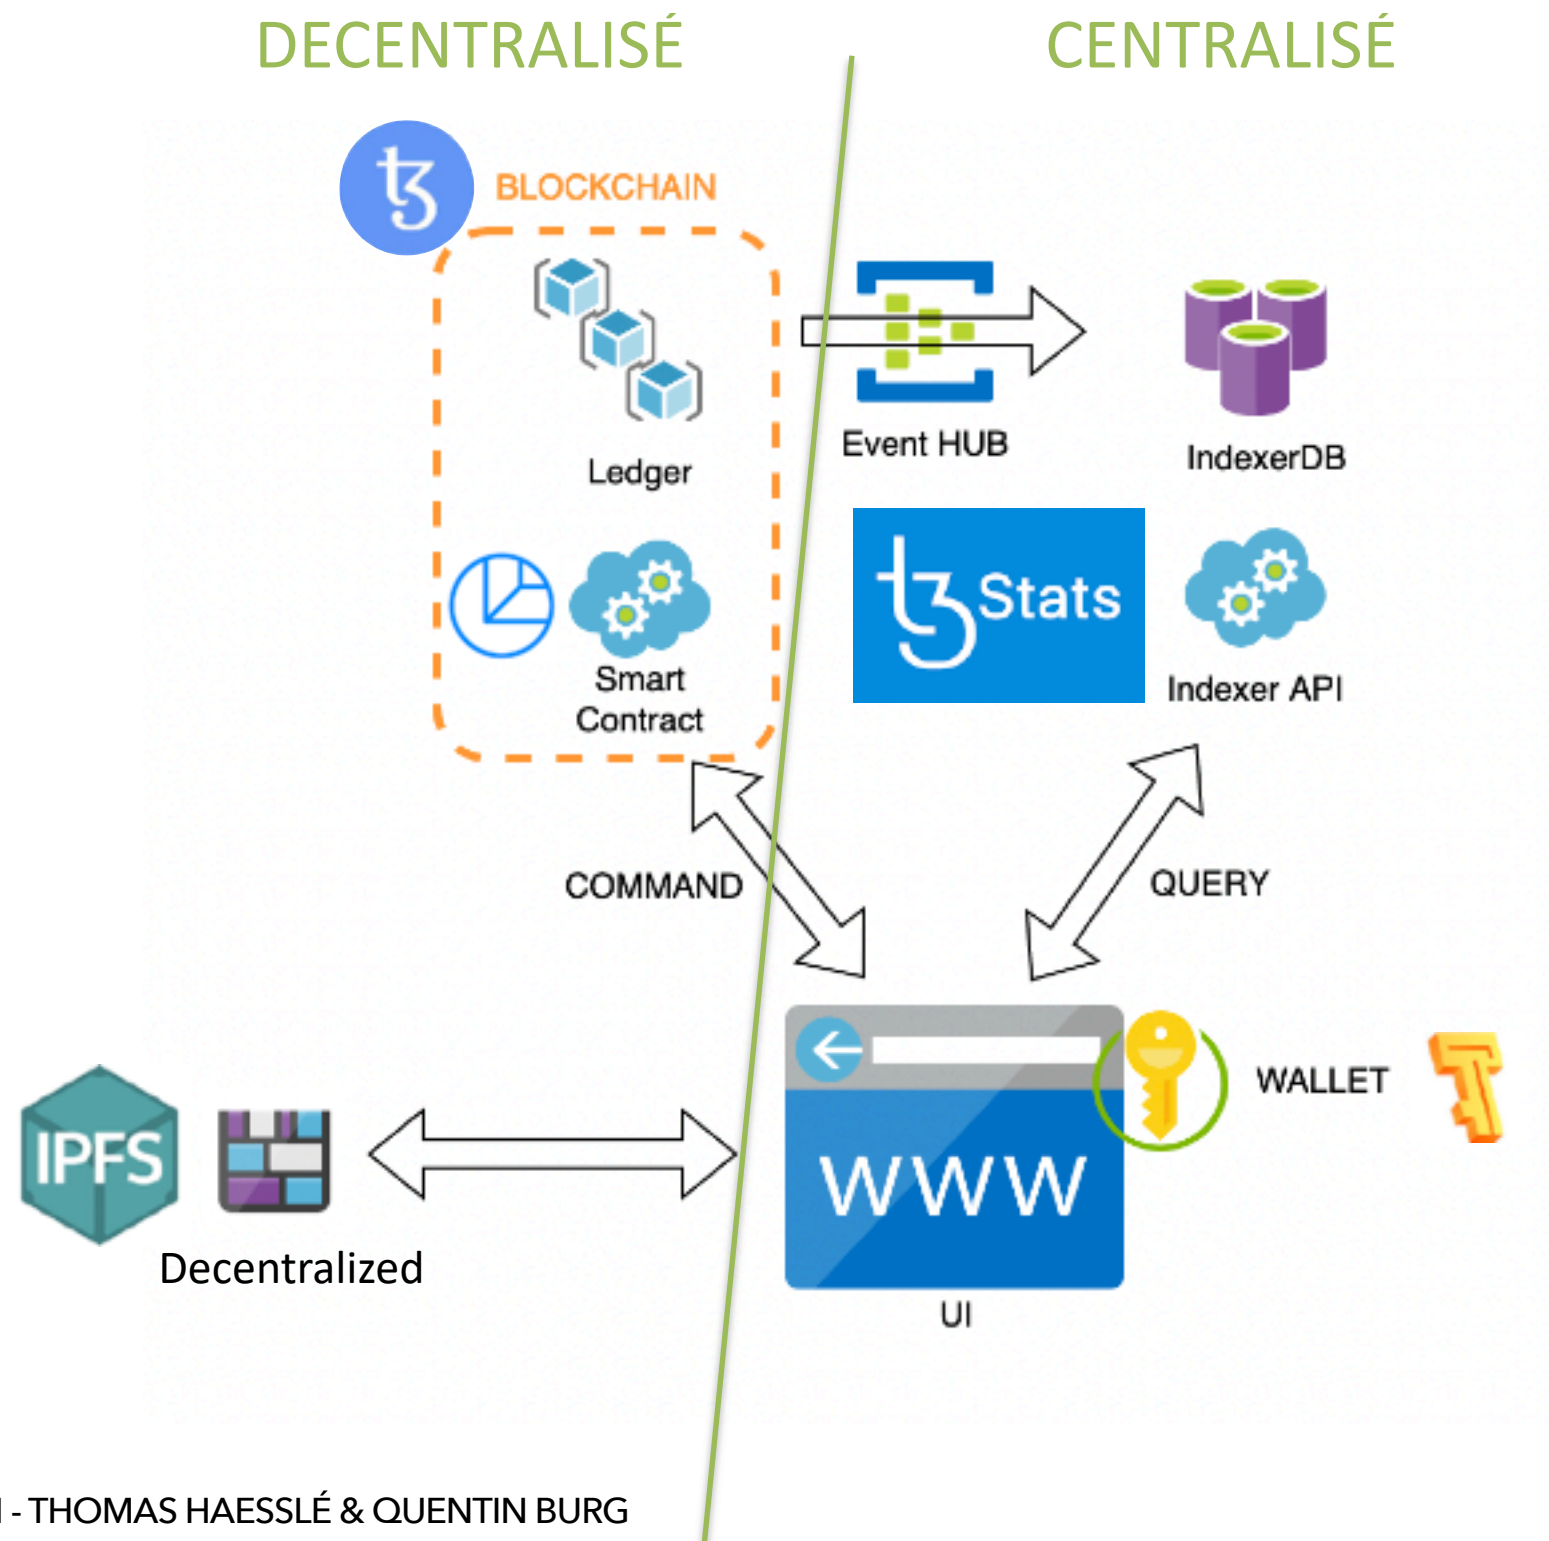 DECENTRALISÉ
CENTRALISÉ
BLOCKCHAIN
Ledger
Event HUB
IndexerDB
Stats
Smart
Contract
Indexer API
COMMAND
QUERY
IPFS
Decentralized
WWW
WALLET
UI
- THOMAS HAESSLÉ & QUENTIN BURG